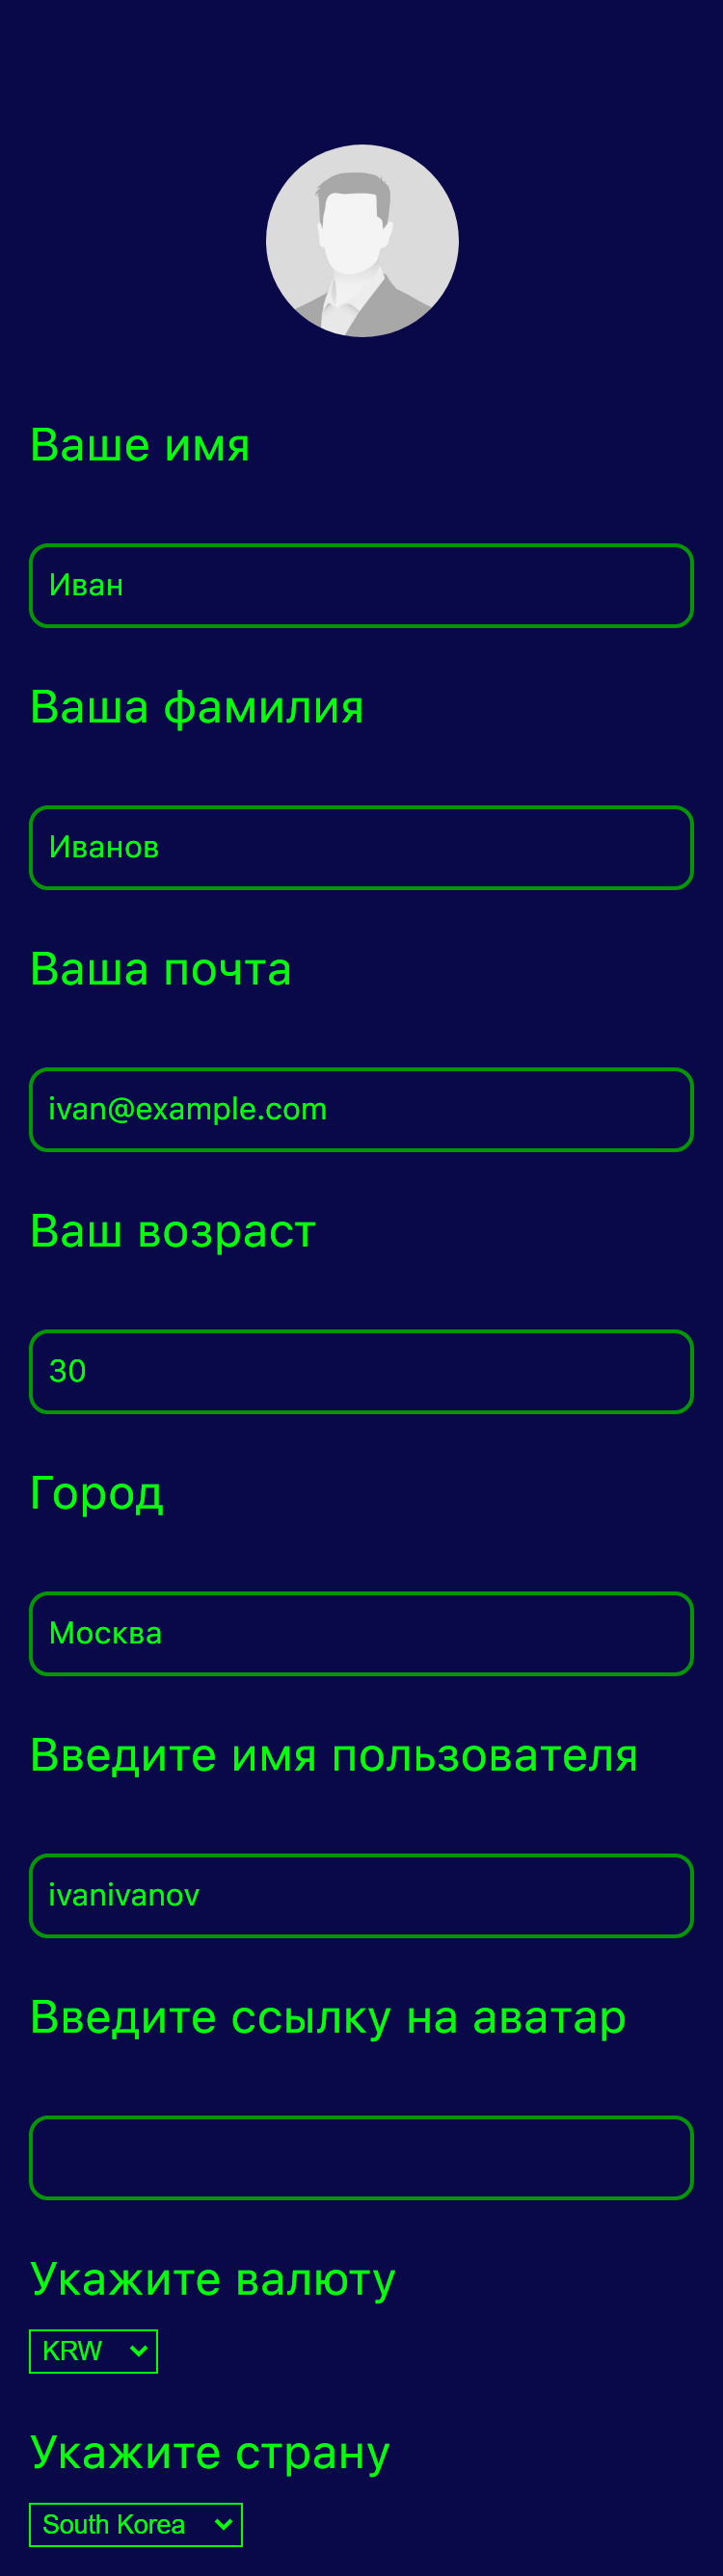 Ваше имя
Иван
Ваша фамилия
Иванов
Ваша почта
ivan@example.com
Ваш возраст
30
Город
Москва
Введите имя пользователя
ivanivanov
Введите ссылку на аватар
Укажите валюту
KRW
Укажите страну
South Korea